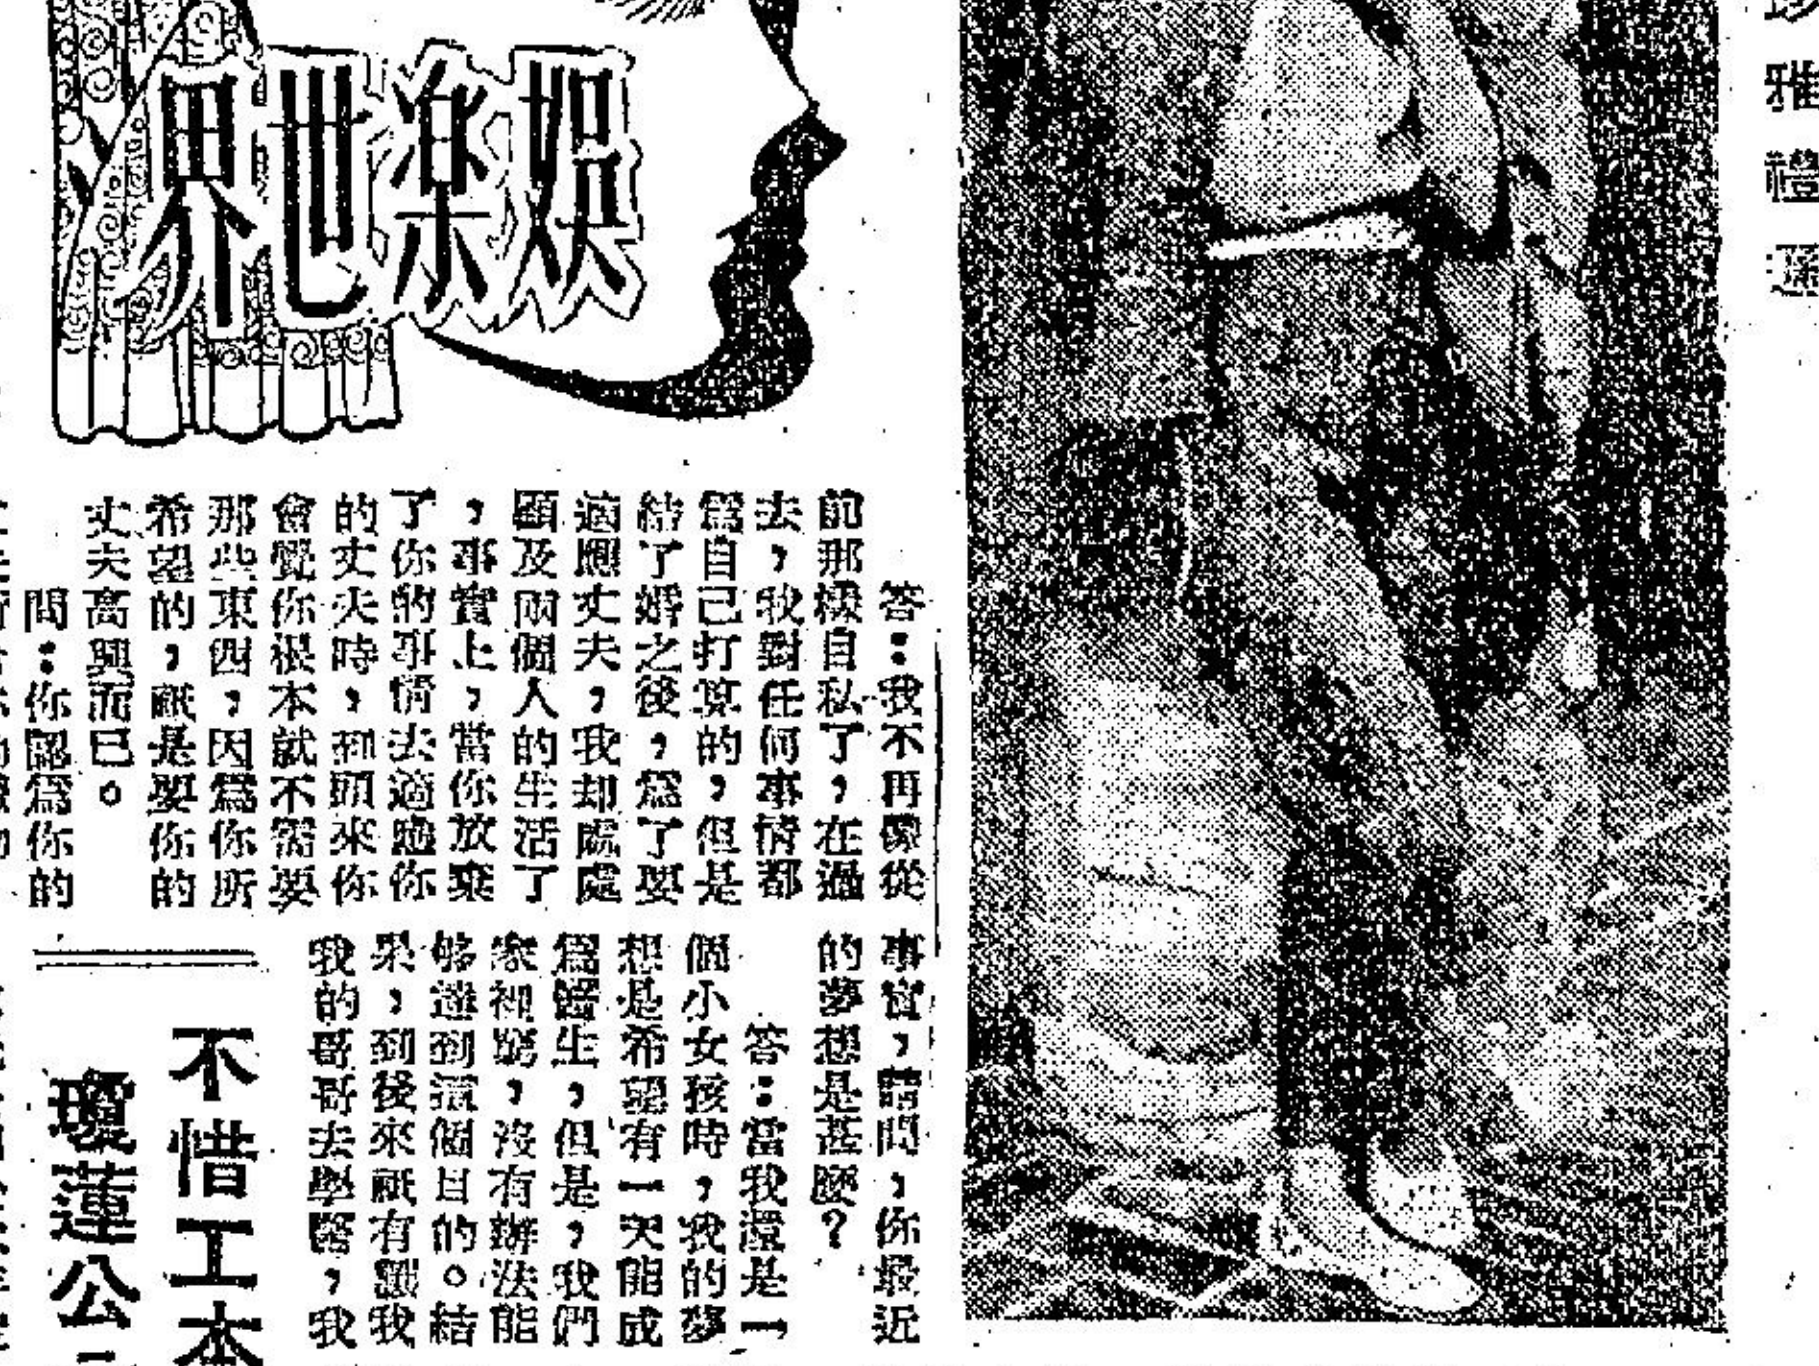 娛楽世界
雅
禮
遜
答：我不再像從
前那樣自私了，在過
去，我對任何事情都
爲自己打算的，但是
結了婚之後，爲了要
適應丈夫，我却處處
顧及兩個人的生活了
，事實上，當你放棄
了你的事情去適應你
的丈夫時，到頭來你
會覺你根本就不需要
那些東西，因爲你所
希望的，祇是要你的
丈夫高興而已。
問：你認爲你的
事實，請問，你最近
的夢想是甚麼？
答：當我還是一
個小女孩時，我的夢
想是希望有一天能成
爲醫生，但是，我們
家裡窮，沒有辦法能
够達到這個目的。結
果，到後來祇有讓我
我的哥哥去學醫，我
不惜工本
瓊蓮公